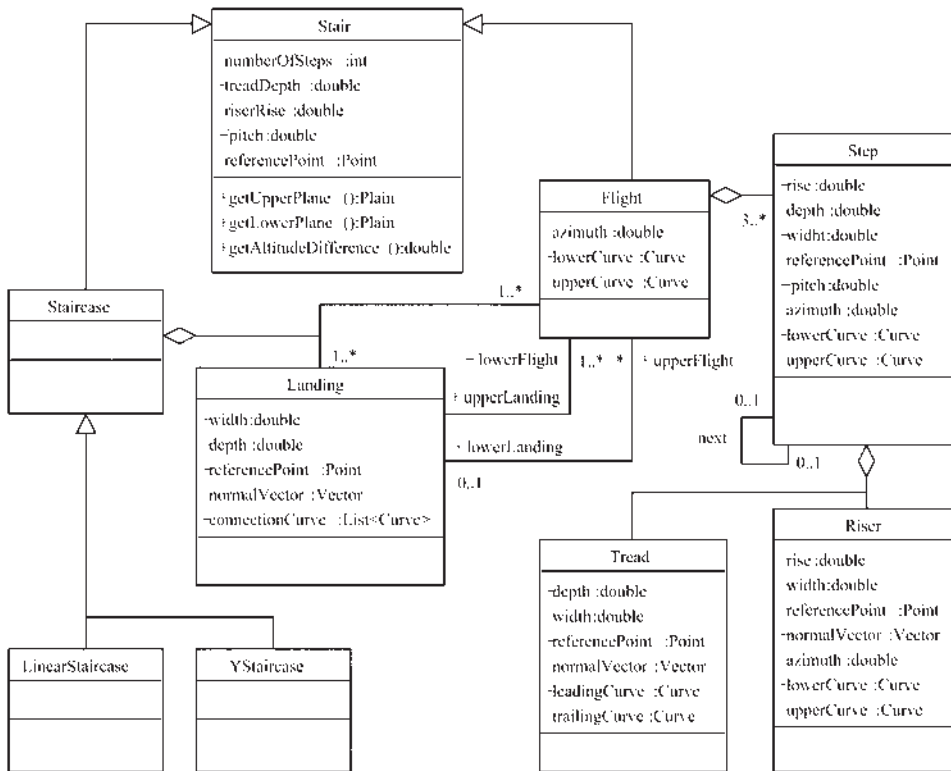 Stair
numberOfSteps :int
-treadDepth :double
riserRise :double
-pitch:double
referencePoint :Point
+getUpperPlane ():Plain
+getLowerPlane ():Plain
+getAltitudeDifference ():double
Flight
azimuth :double
-lowerCurve :Curve
upperCurve :Curve
Step
-rise:double
depth :double
-widht :double
referencePoint :Point
-pitch:double
azimuth :double
-lowerCurve :Curve
upperCurve :Curve
3..*
Staircase
1..*
1..*
- lowerFlight
1..*
*
+ upperFlight
+ upperLanding
+ lowerLanding
0..1
Landing
-width:double
depth :double
-referencePoint :Point
normalVector :Vector
-connectionCurve :List<Curve>
0..1
next
0..1
Tread
-depth :double
width:double
-referencePoint :Point
normalVector :Vector
-leadingCurve :Curve
trailingCurve :Curve
Riser
rise :double
width:double
referencePoint :Point
-normalVector :Vector
azimuth :double
-lowerCurve :Curve
upperCurve :Curve
LinearStaircase
YStaircase